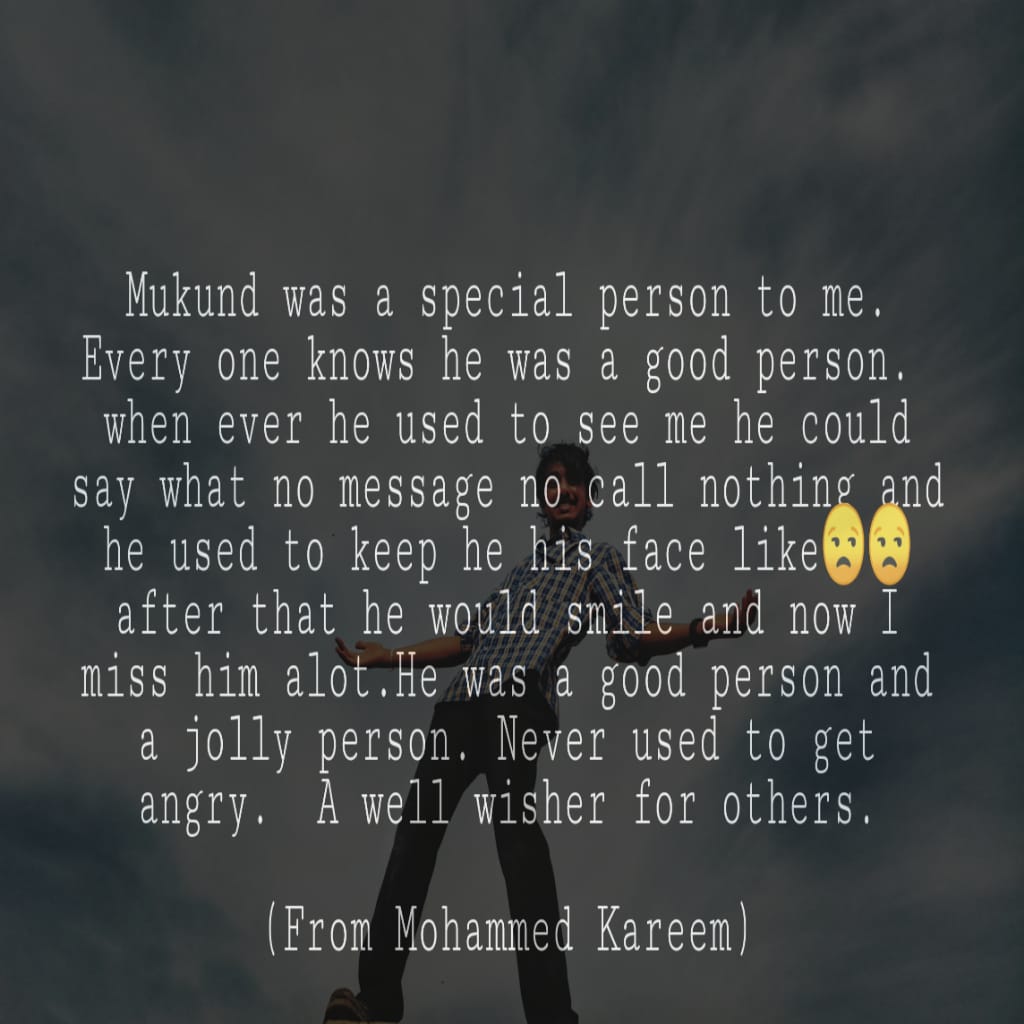 Mukund was a special person to me.
Every one knows he was a good person.
when ever he used to see me he could
say what no message no call nothing and
he used to keep he his face like😒😒
after that he would smile and now I
miss him alot.He was a good person and
a jolly person. Never used to get
angry.  A well wisher for others.
(From Mohammed Kareem)